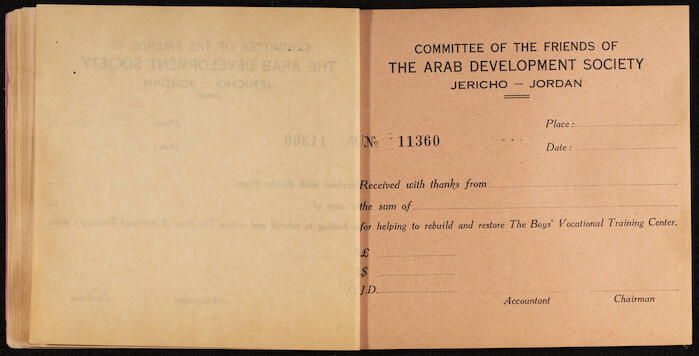 COMMITTEE OF THE FRIENDS OF
THE ARAB DEVELOPMENT SOCIETY
JERICHO — JORDAN
Place:
№ 11360
Date:
Received with thanks from
the sum of
for helping to rebuild and restore The Boys' Vocational Training Center.
£
$
J.D.
Accountant Chairman